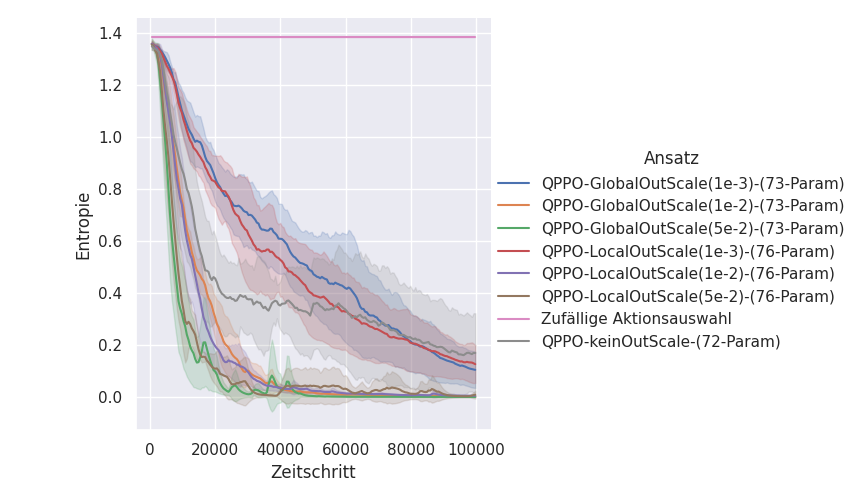 1.4
1.2
1.0
0.8
0.6
0.4
0.2
0.0
Entropie
0 20000 40000 60000 80000 100000
Zeitschritt
Ansatz
QPPO-GlobalOutScale(1e-3)-(73-Param)
QPPO-GlobalOutScale(1e-2)-(73-Param)
QPPO-GlobalOutScale(5e-2)-(73-Param)
QPPO-LocalOutScale(1e-3)-(76-Param)
QPPO-LocalOutScale(1e-2)-(76-Param)
QPPO-LocalOutScale(5e-2)-(76-Param)
Zufällige Aktionsauswahl
QPPO-keinOutScale-(72-Param)